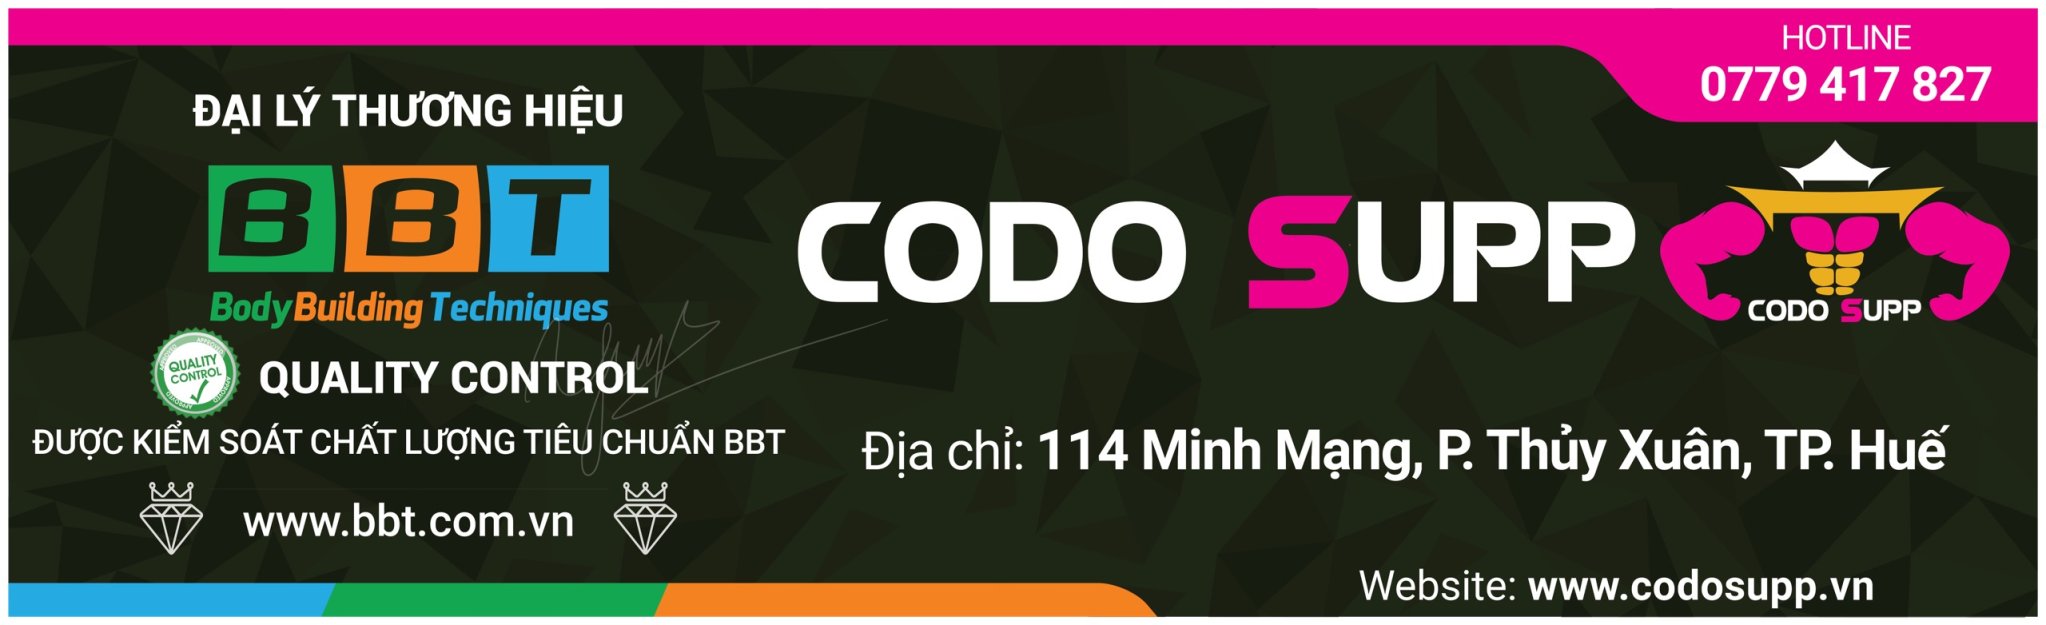 HOTLINE
0779 417 827
ĐẠI LÝ THƯƠNG HIỆU
BBT
BodyBuilding Techniques
APPROVED APPROVED
QUALITY
CONTROL
QUALITY CONTROL
ĐƯỢC KIỂM SOÁT CHẤT LƯỢNG TIÊU CHUẨN BBT
www.bbt.com.vn
CODO SUPP
CODO SUPP
Địa chỉ: 114 Minh Mạng, P. Thủy Xuân, TP. Huế
Website: www.codosupp.vn